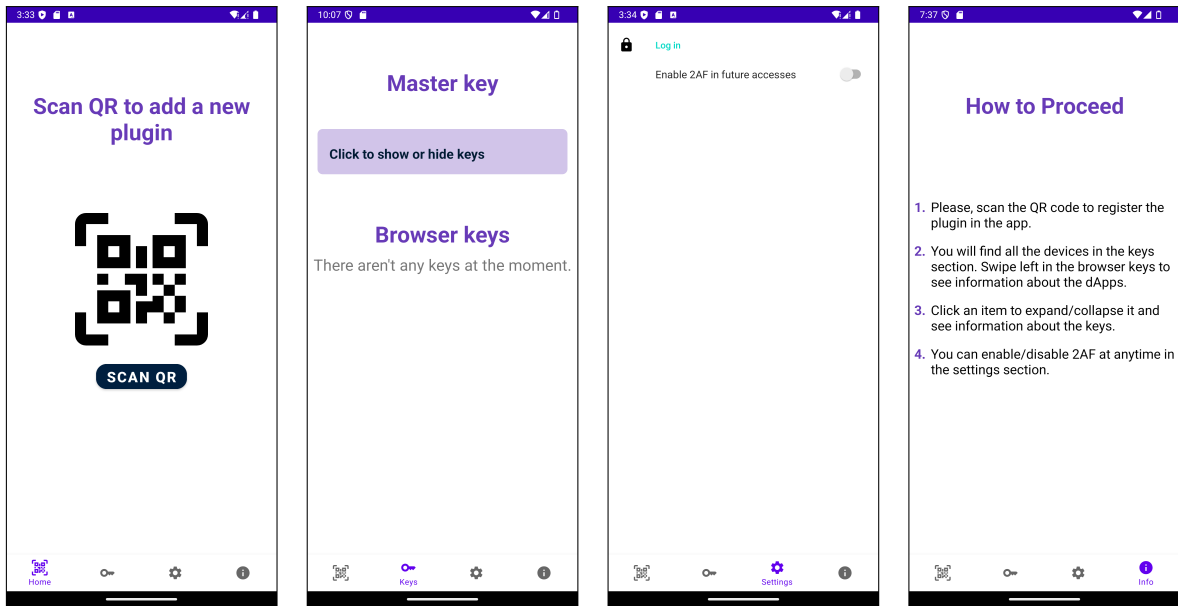 3:33
Scan QR to add a new
plugin
SCAN QR
Home
10:07
Master key
Click to show or hide keys
Browser keys
There aren't any keys at the moment.
Keys
3:34
Log in
Enable 2AF in future accesses
Settings
7:37
How to Proceed
1. Please, scan the QR code to register the
plugin in the app.
2. You will find all the devices in the keys
section. Swipe left in the browser keys to
see information about the dApps.
3. Click an item to expand/collapse it and
see information about the keys.
4. You can enable/disable 2AF at anytime in
the settings section.
Info